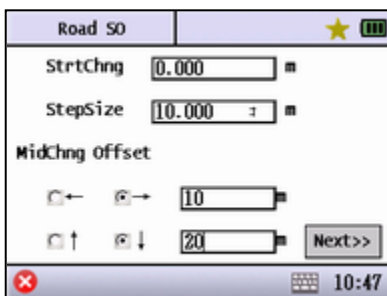 Road SO
StrtChng 0.000 m
StepSize 10.000 m
MidChng Offset
← → 10 m
↑ ↓ 20 m Next>>
10:47